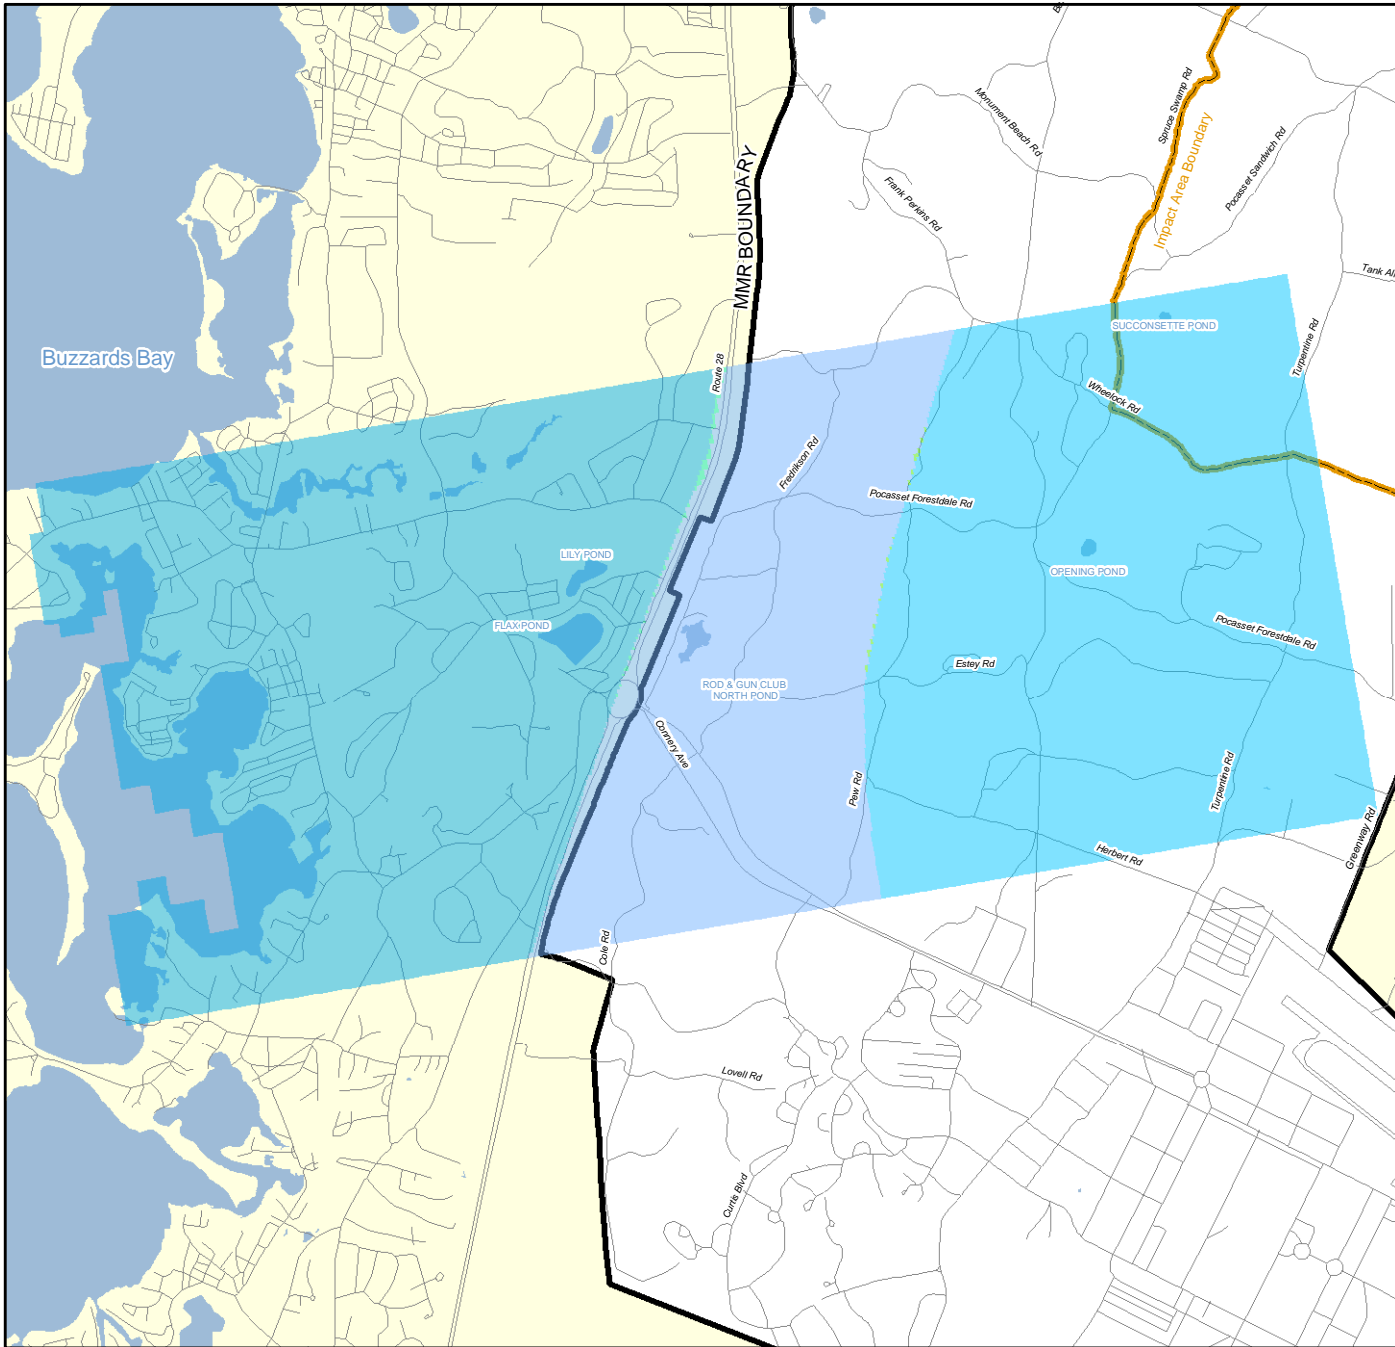 Monument Beach Rd
Spruce Swamp Rd
Impact Area Boundary
Pocasset Sandwich Rd
Frank Perkins Rd
MMR BOUNDARY
Tank
SUCCONSETTE POND
Turpentine Rd
Buzzards Bay
Route 28
Wheelock Rd
Fredrikson Rd
Pocasset Forestdale Rd
LILY POND
OPENING POND
FLAX POND
Pocasset Forestdale Rd
Estey Rd
ROD & GUN CLUB
NORTH POND
Connery Ave
Pew Rd
Turpentine Rd
Greenway Rd
Herbert Rd
Cole Rd
Lovell Rd
Curtis Blvd